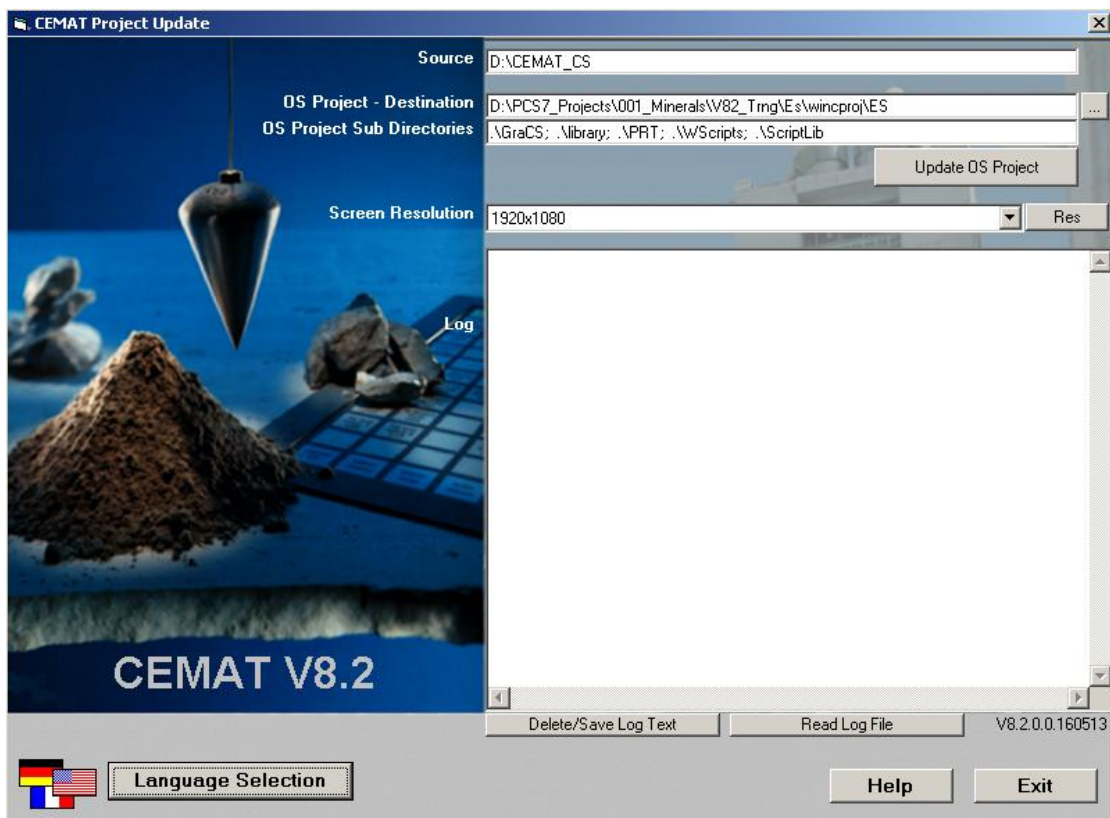 CEMAT Project Update
Source
D:\CEMAT_CS
OS Project - Destination
D:\PCS7_Projects\001_Minerals\V82_Trng\Es\wincproj\ES
...
OS Project Sub Directories
.\GraCS; .\library; .\PRT; .\WScripts; .\ScriptLib
Update OS Project
Screen Resolution
1920x1080
Res
Log
CEMAT V8.2
Delete/Save Log Text
Read Log File
V8.2.0.0.160513
Language Selection
Help
Exit